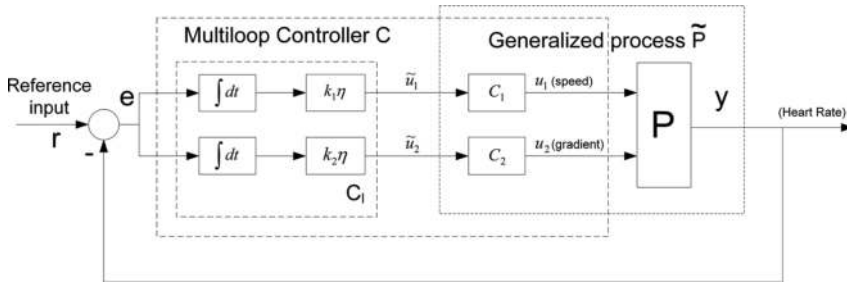 Multiloop Controller C
Generalized process P̃
Reference
input
r
-
e
∫ dt
k₁η
ũ₁
C₁
u₁ (speed)
∫ dt
k₂η
ũ₂
C₂
u₂ (gradient)
C_I
P
y
(Heart Rate)